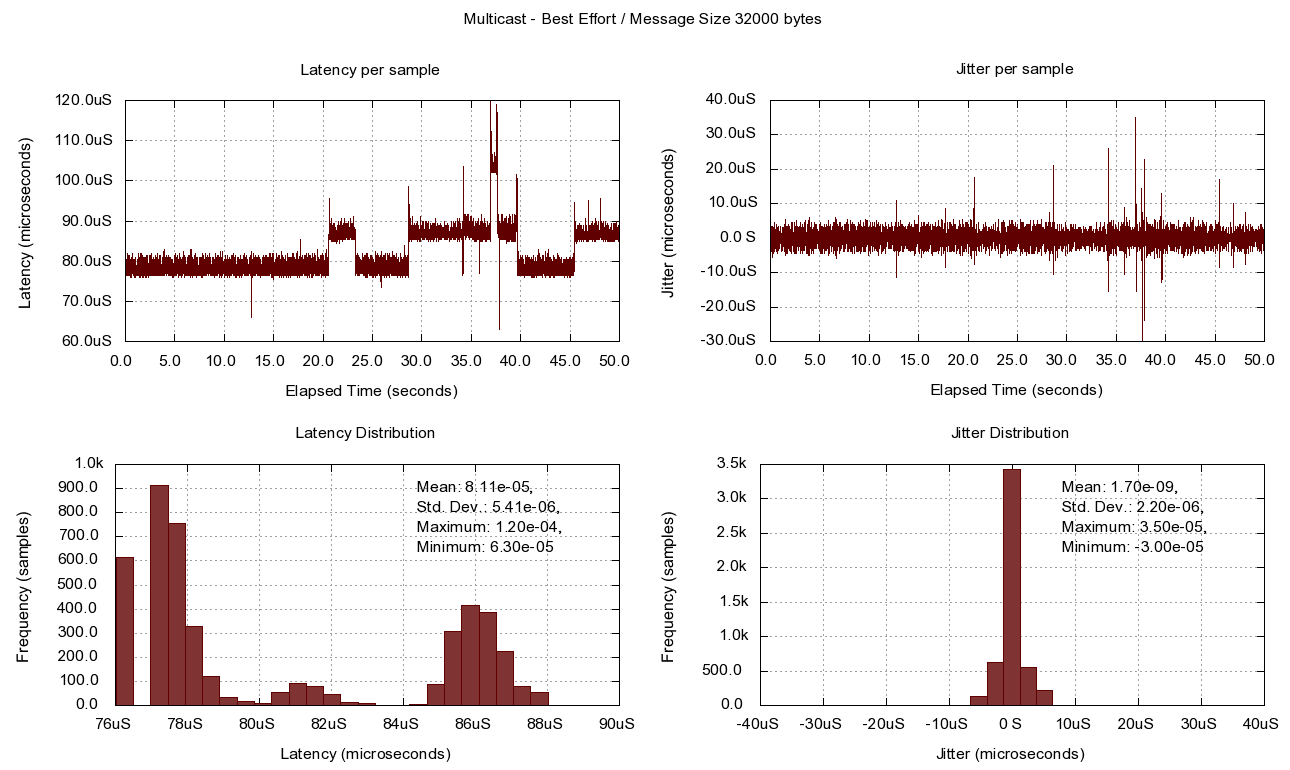 Multicast - Best Effort / Message Size 32000 bytes
Latency per sample
120.0uS
110.0uS
100.0uS
90.0uS
80.0uS
70.0uS
60.0uS
Latency (microseconds)
0.0 5.0 10.0 15.0 20.0 25.0 30.0 35.0 40.0 45.0 50.0
Elapsed Time (seconds)
Jitter per sample
40.0uS
30.0uS
20.0uS
10.0uS
0.0 S
-10.0uS
-20.0uS
-30.0uS
Jitter (microseconds)
0.0 5.0 10.0 15.0 20.0 25.0 30.0 35.0 40.0 45.0 50.0
Elapsed Time (seconds)
Latency Distribution
1.0k
900.0
800.0
700.0
600.0
500.0
400.0
300.0
200.0
100.0
0.0
Frequency (samples)
Mean: 8.11e-05,
Std. Dev.: 5.41e-06,
Maximum: 1.20e-04,
Minimum: 6.30e-05
76uS 78uS 80uS 82uS 84uS 86uS 88uS 90uS
Latency (microseconds)
Jitter Distribution
3.5k
3.0k
2.5k
2.0k
1.5k
1.0k
500.0
0.0
Frequency (samples)
Mean: 1.70e-09,
Std. Dev.: 2.20e-06,
Maximum: 3.50e-05,
Minimum: -3.00e-05
-40uS -30uS -20uS -10uS 0 S 10uS 20uS 30uS 40uS
Jitter (microseconds)